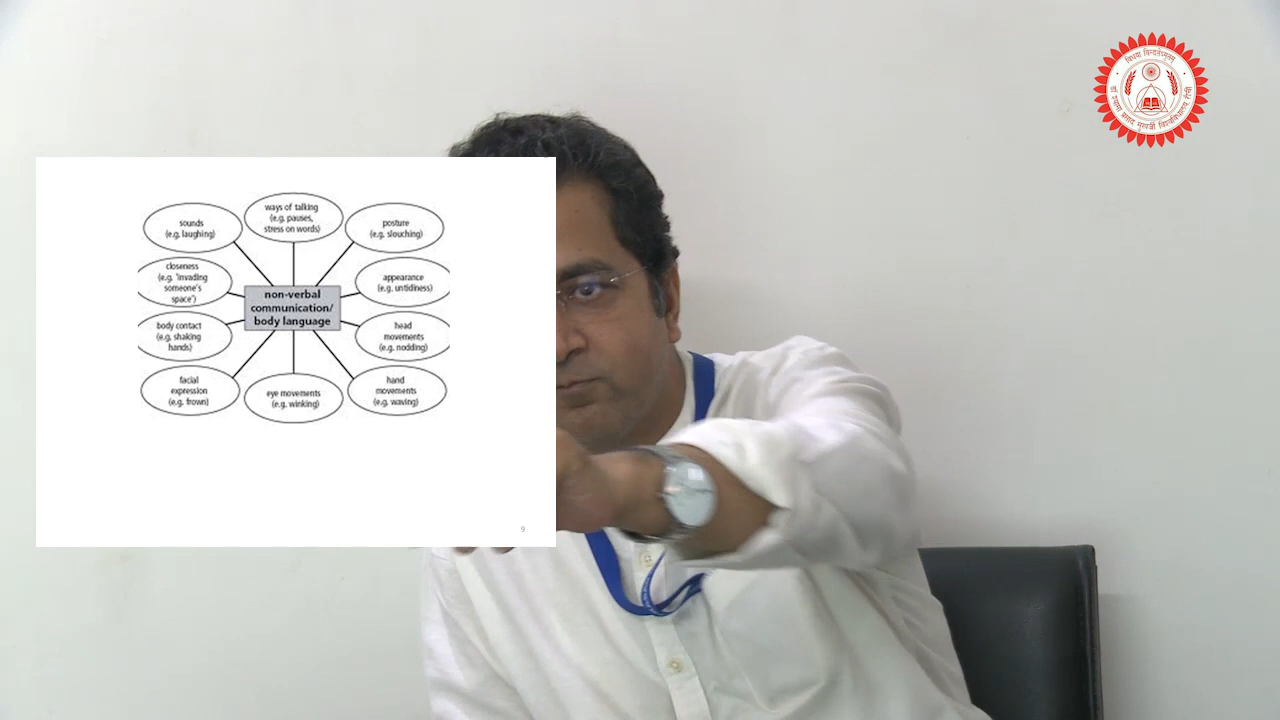 ways of talking
(e.g. pauses,
stress on words)
sounds
(e.g. laughing)
posture
(e.g. slouching)
closeness
(e.g. 'invading
someone's
space')
appearance
(e.g. untidiness)
non-verbal
communication/
body language
body contact
(e.g. shaking
hands)
head
movements
(e.g. nodding)
facial
expression
(e.g. frown)
eye movements
(e.g. winking)
hand
movements
(e.g. waving)
9